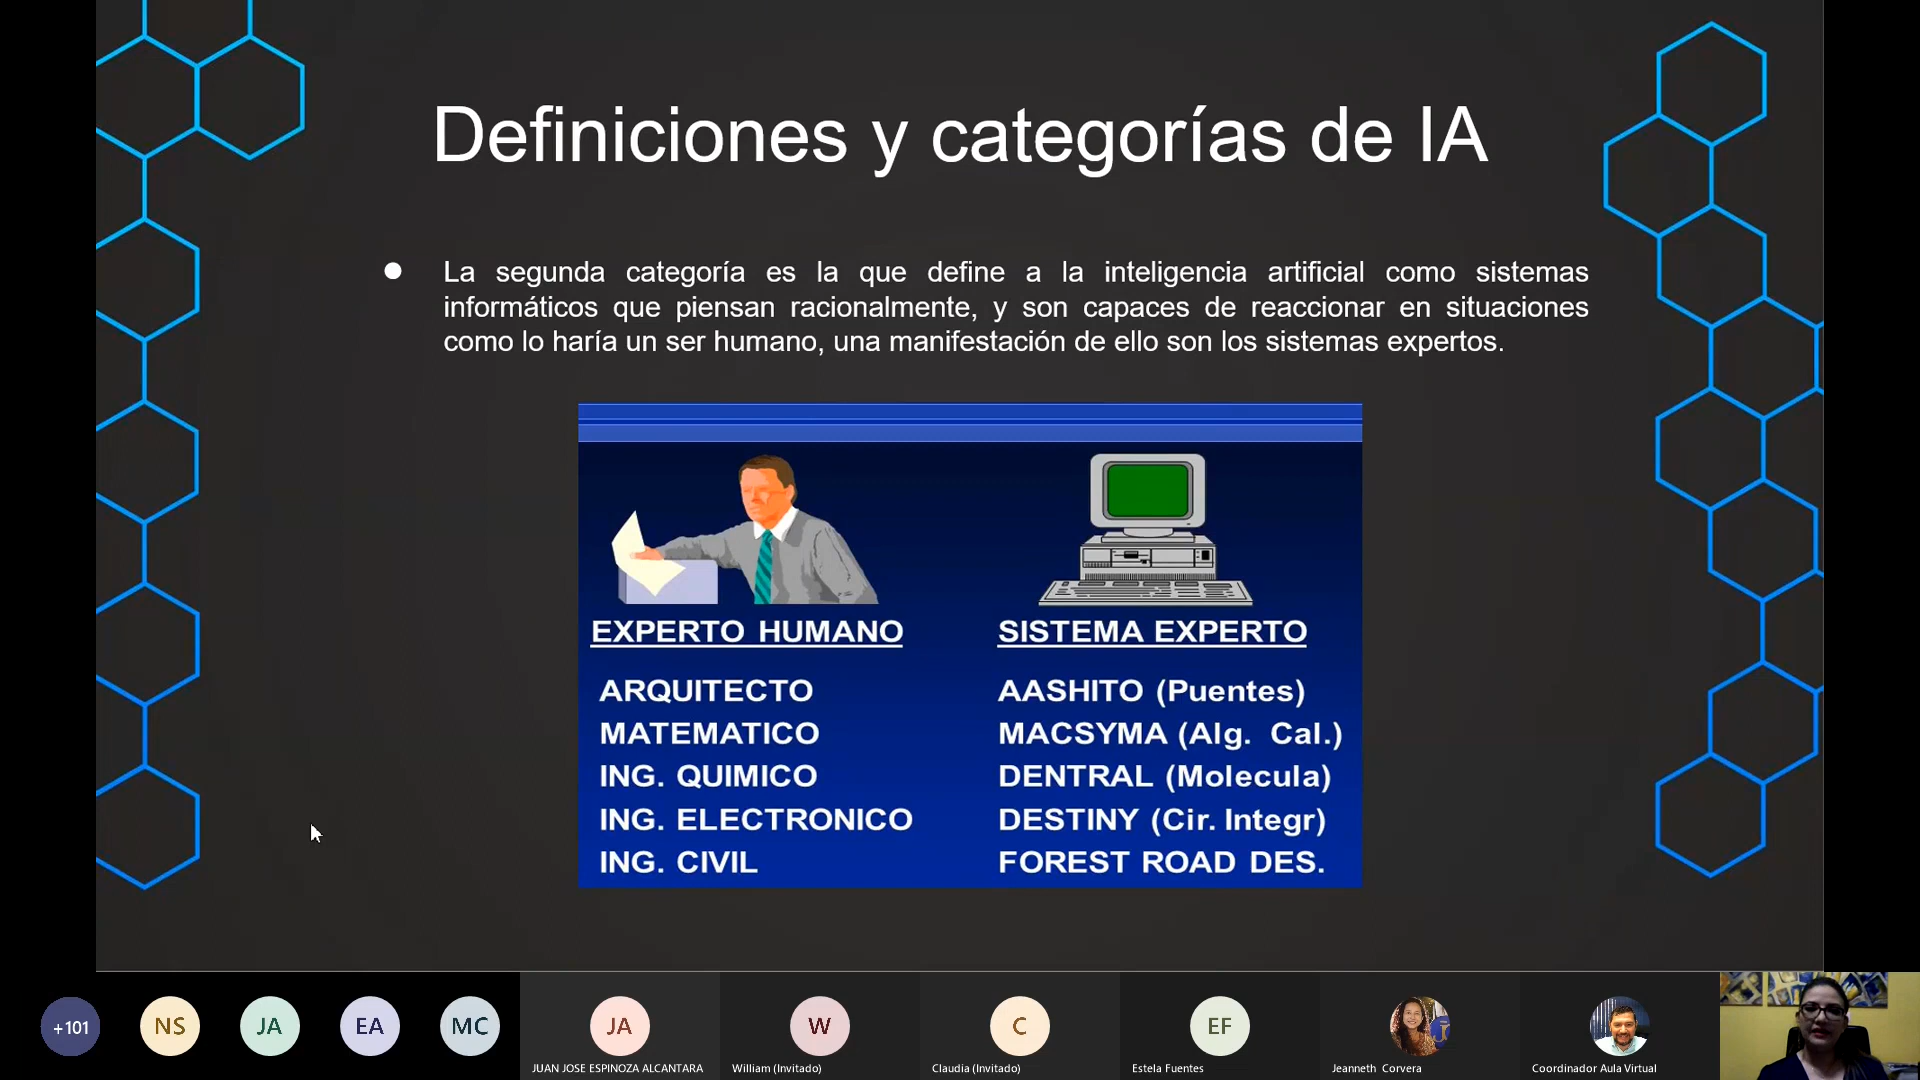 Definiciones y categorías de IA
La segunda categoría es la que define a la inteligencia artificial como sistemas
informáticos que piensan racionalmente, y son capaces de reaccionar en situaciones
como lo haría un ser humano, una manifestación de ello son los sistemas expertos.
EXPERTO HUMANO SISTEMA EXPERTO
ARQUITECTO AASHITO (Puentes)
MATEMATICO MACSYMA (Alg. Cal.)
ING. QUIMICO DENTRAL (Molecula)
ING. ELECTRONICO DESTINY (Cir. Integr)
ING. CIVIL FOREST ROAD DES.
+101 NS JA EA MC JA W C EF
JUAN JOSE ESPINOZA ALCANTARA William (Invitado) Claudia (Invitado) Estela Fuentes Jeanneth Corvera Coordinador Aula Virtual